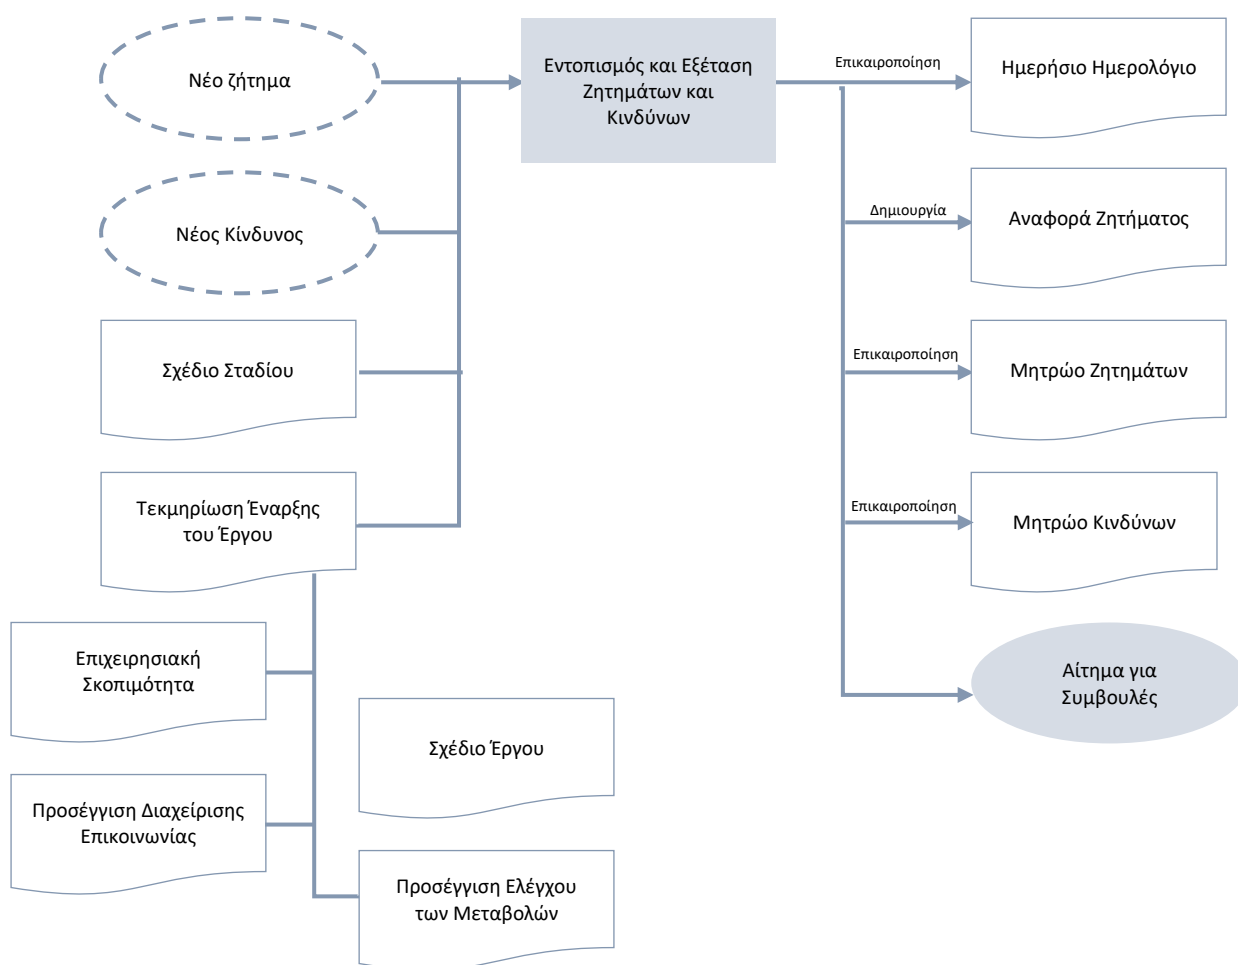 Νέο ζήτημα
Εντοπισμός και Εξέταση
Ζητημάτων και
Κινδύνων
Επικαιροποίηση
Ημερήσιο Ημερολόγιο
Νέος Κίνδυνος
Δημιουργία
Αναφορά Ζητήματος
Σχέδιο Σταδίου
Επικαιροποίηση
Μητρώο Ζητημάτων
Τεκμηρίωση Έναρξης
του Έργου
Επικαιροποίηση
Μητρώο Κινδύνων
Επιχειρησιακή
Σκοπιμότητα
Αίτημα για
Συμβουλές
Σχέδιο Έργου
Προσέγγιση Διαχείρισης
Επικοινωνίας
Προσέγγιση Ελέγχου
των Μεταβολών